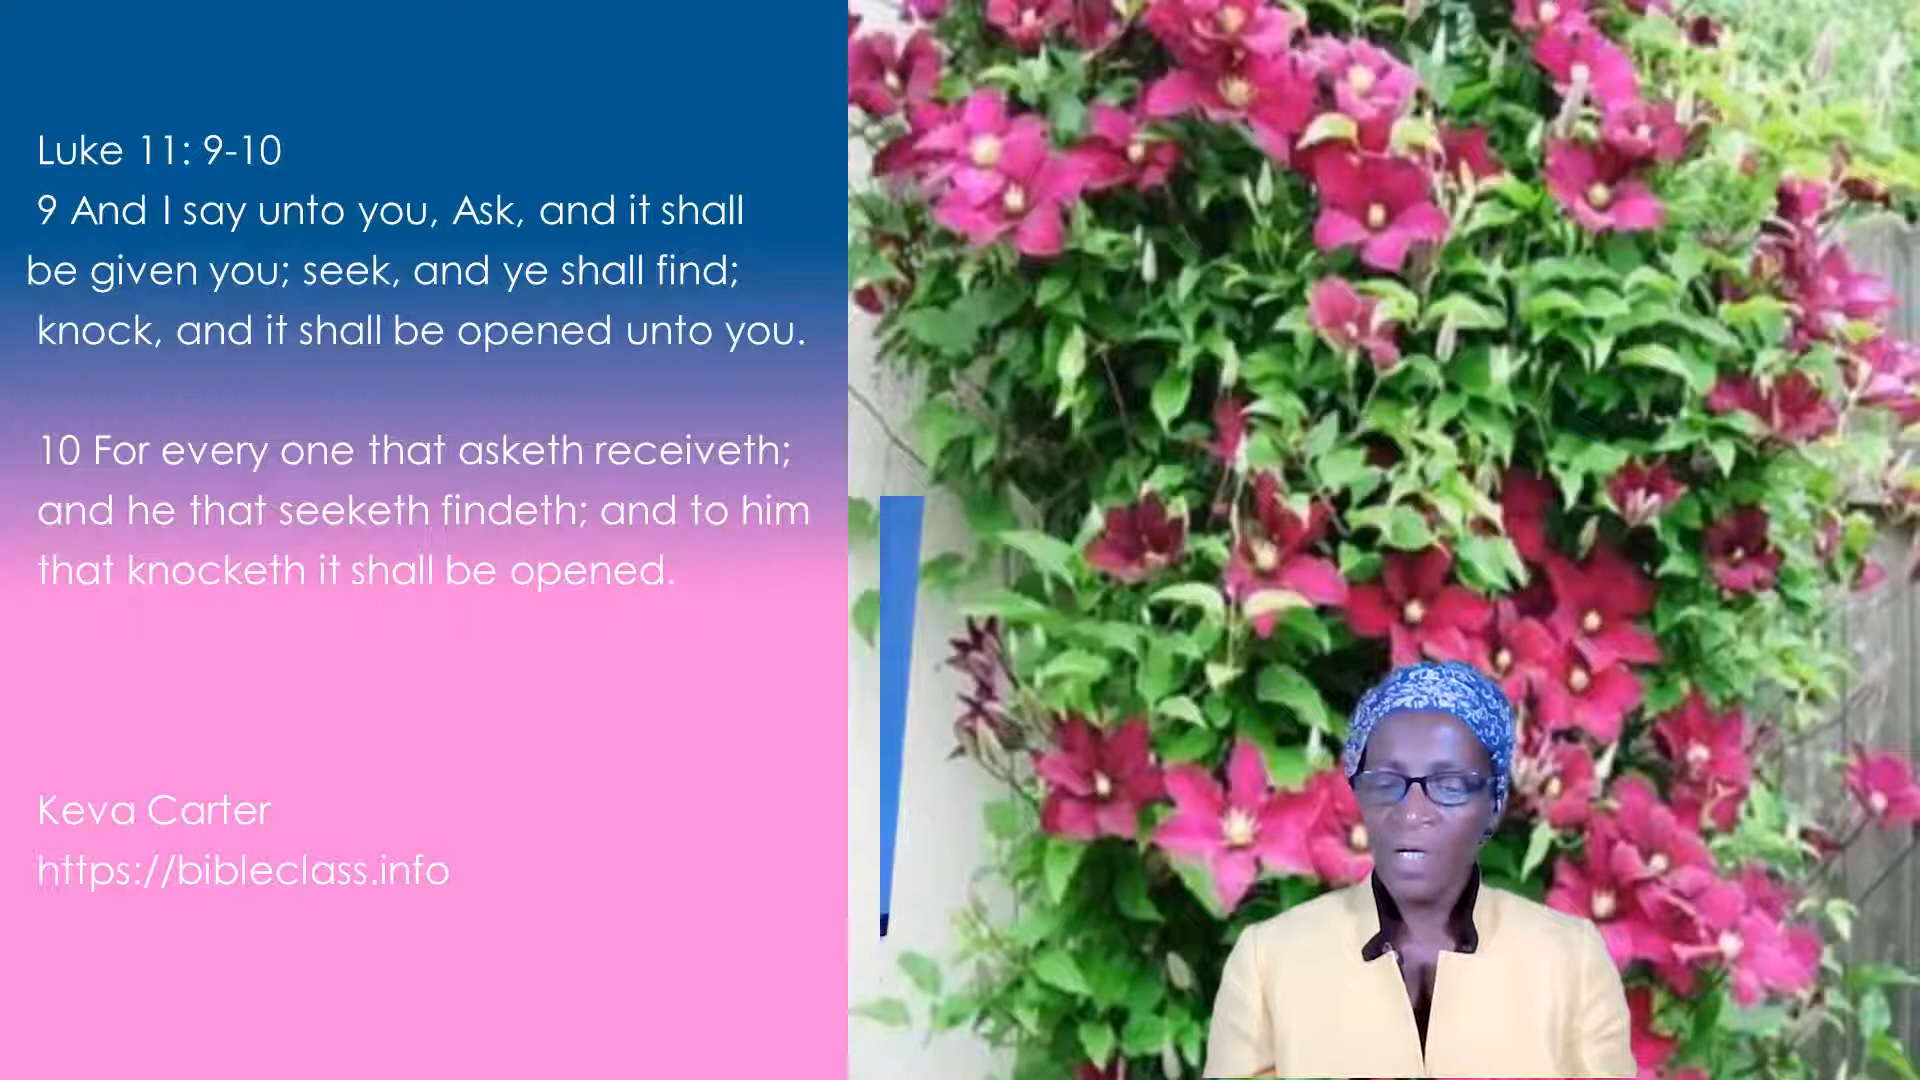 Luke 11: 9-10
9 And I say unto you, Ask, and it shall
be given you; seek, and ye shall find;
knock, and it shall be opened unto you.
10 For every one that asketh receiveth;
and he that seeketh findeth; and to him
that knocketh it shall be opened.
Keva Carter
https://bibleclass.info